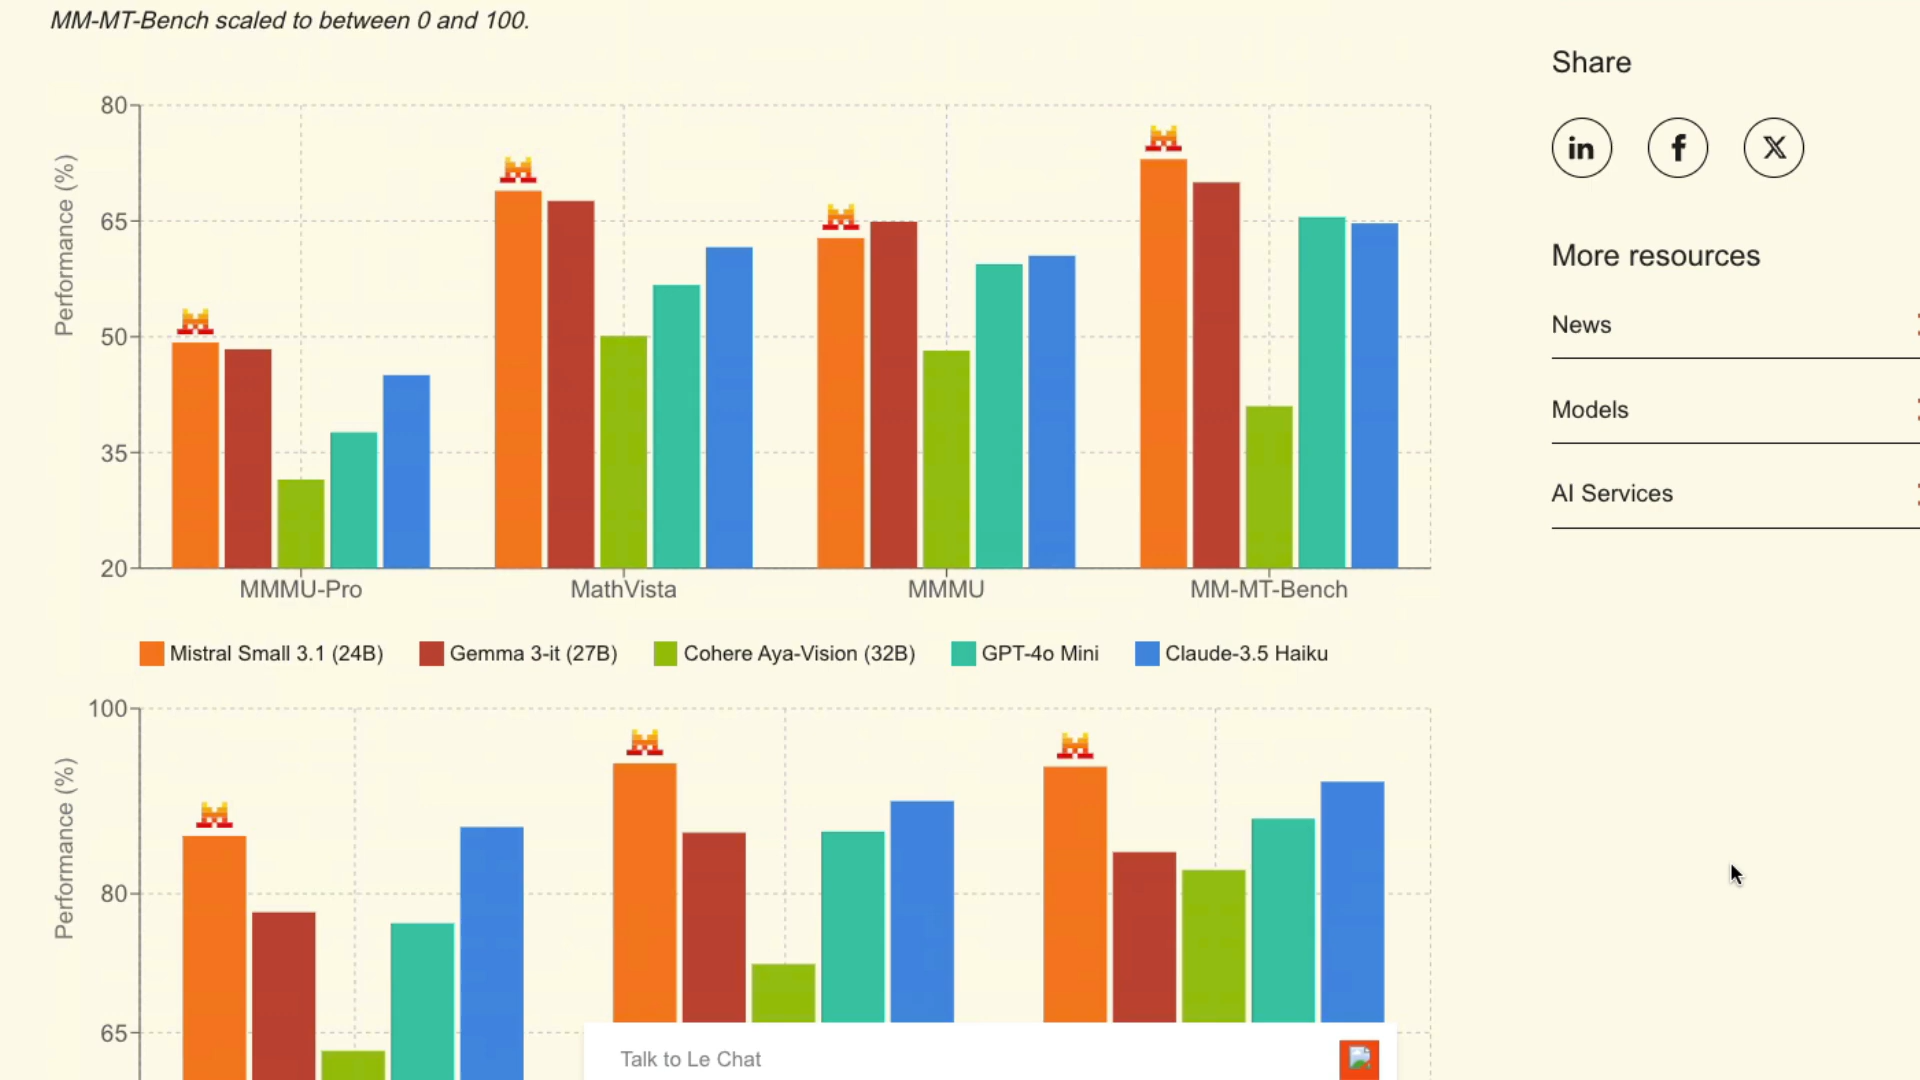 MM-MT-Bench scaled to between 0 and 100.
Performance (%)
80
65
50
35
20
MMMU-Pro
MathVista
MMMU
MM-MT-Bench
Mistral Small 3.1 (24B)
Gemma 3-it (27B)
Cohere Aya-Vision (32B)
GPT-4o Mini
Claude-3.5 Haiku
Performance (%)
100
80
65
Talk to Le Chat
Share
in
f
X
More resources
News
Models
AI Services